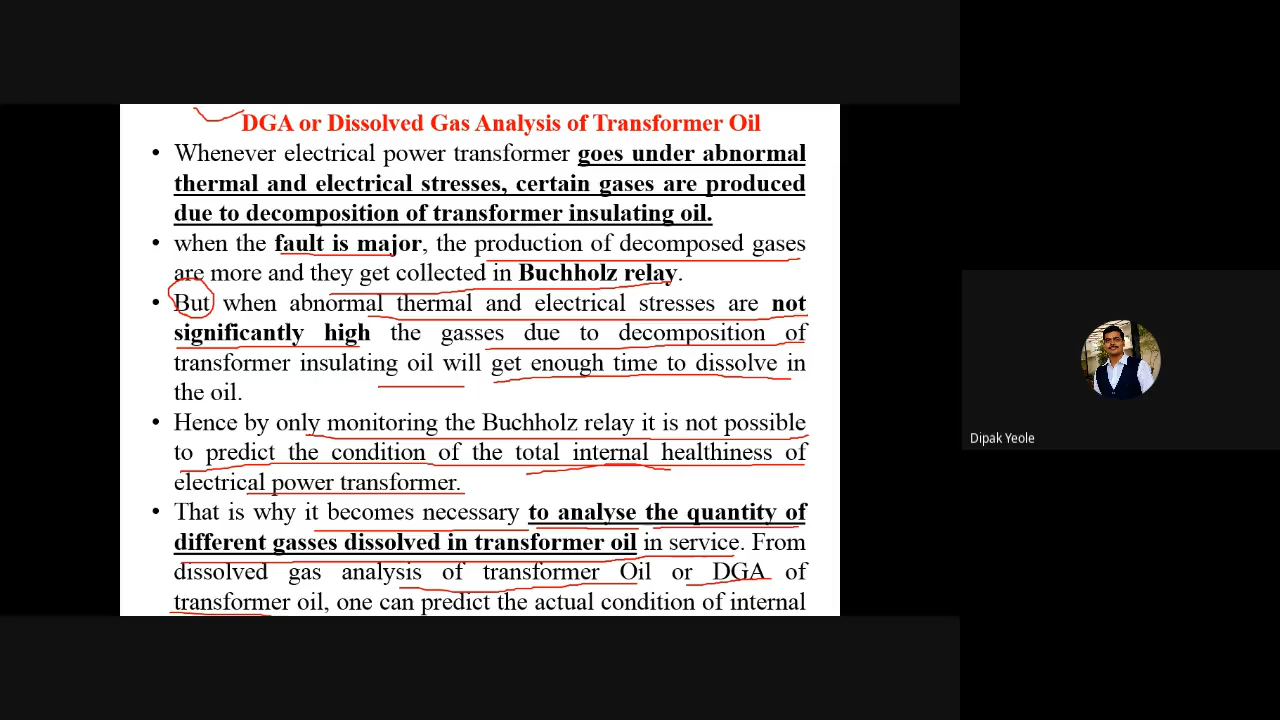 DGA or Dissolved Gas Analysis of Transformer Oil
• Whenever electrical power transformer goes under abnormal
thermal and electrical stresses, certain gases are produced
due to decomposition of transformer insulating oil.
• when the fault is major, the production of decomposed gases
are more and they get collected in Buchholz relay.
• But when abnormal thermal and electrical stresses are not
significantly high the gasses due to decomposition of
transformer insulating oil will get enough time to dissolve in
the oil.
• Hence by only monitoring the Buchholz relay it is not possible
to predict the condition of the total internal healthiness of
electrical power transformer.
• That is why it becomes necessary to analyse the quantity of
different gasses dissolved in transformer oil in service. From
dissolved gas analysis of transformer Oil or DGA of
transformer oil, one can predict the actual condition of internal
Dipak Yeole